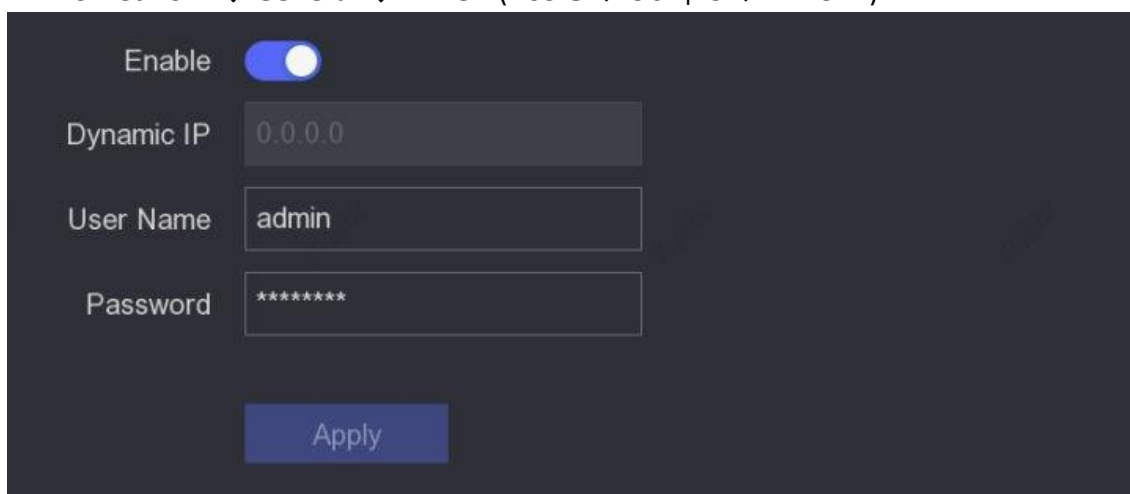 Enable
Dynamic IP 0.0.0.0
User Name admin
Password ********
Apply